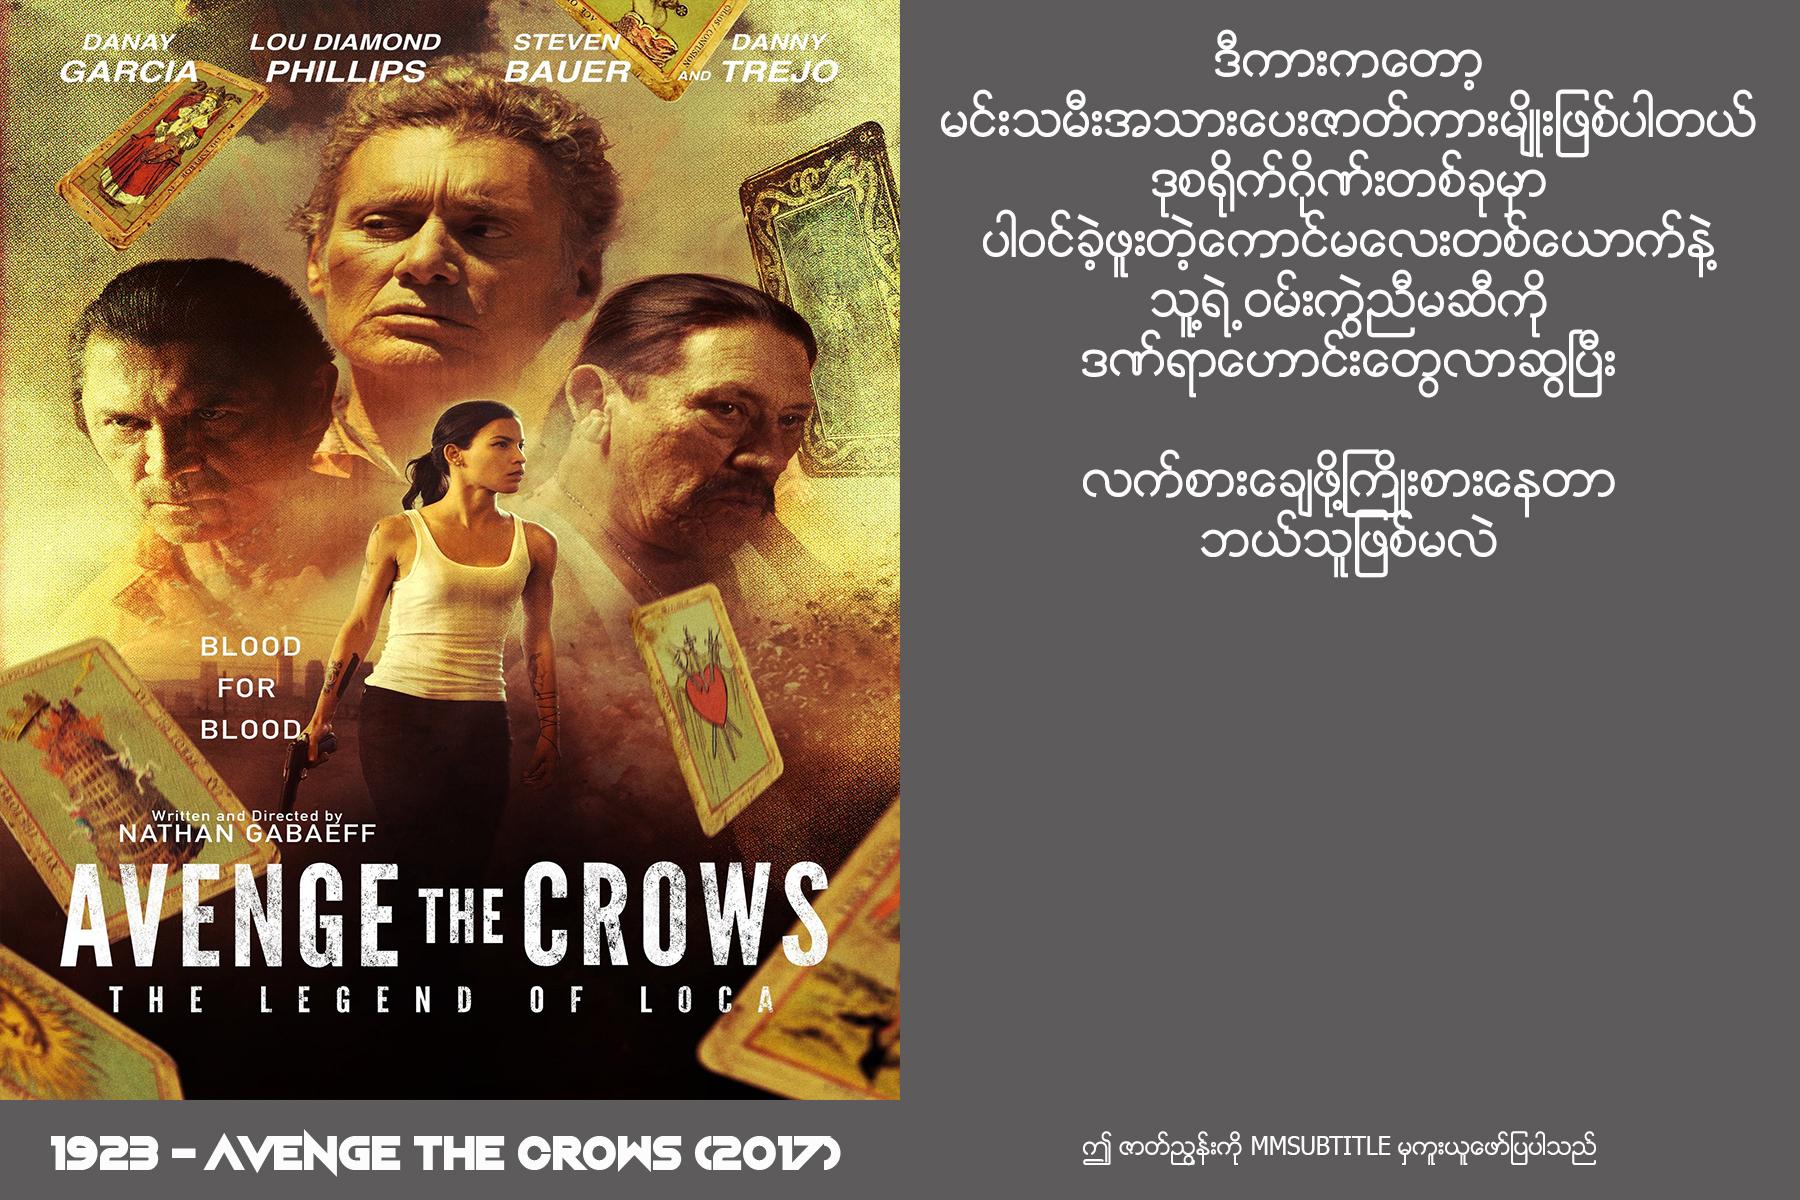 DANAY GARCIA
LOU DIAMOND PHILLIPS
STEVEN BAUER
AND DANNY TREJO
BLOOD
FOR
BLOOD
Written and Directed by
NATHAN GABAEFF
AVENGE THE CROWS
THE LEGEND OF LOCA
1923 - AVENGE THE CROWS (2017)
ဒီကားကတော့
မင်းသမီးအသားပေးဇာတ်ကားမျိုးဖြစ်ပါတယ်
ဒုစရိုက်ဂိုဏ်းတစ်ခုမှာ
ပါဝင်ခဲ့ဖူးတဲ့ကောင်မလေးတစ်ယောက်နဲ့
သူ့ရဲ့ဝမ်းကွဲညီမဆီကို
ဒဏ်ရာဟောင်းတွေလာဆွပြီး
လက်စားချေဖို့ကြိုးစားနေတာ
ဘယ်သူဖြစ်မလဲ
ဤ ဇာတ်ညွှန်းကို MMSUBTITLE မှကူးယူဖော်ပြပါသည်